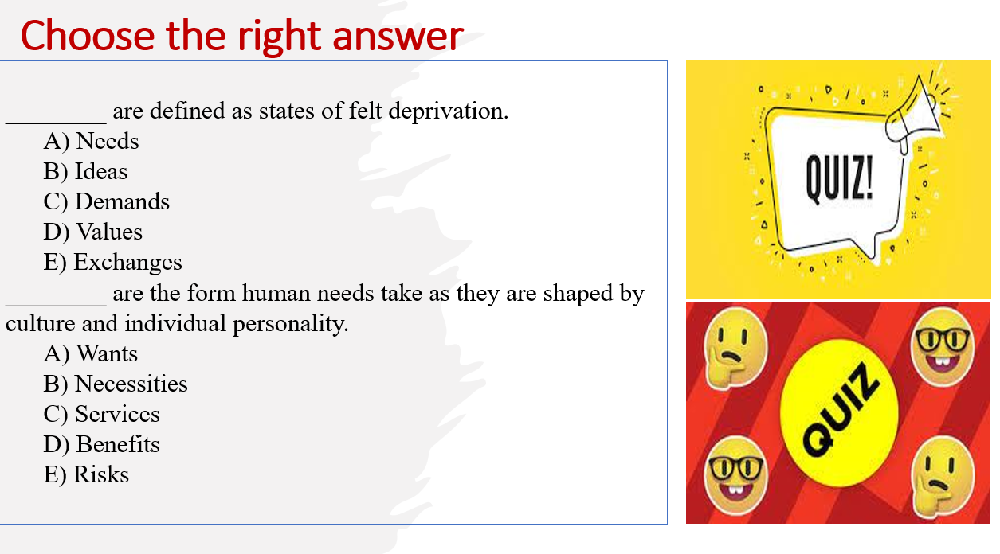 Choose the right answer
________ are defined as states of felt deprivation.
A) Needs
B) Ideas
C) Demands
D) Values
E) Exchanges
________ are the form human needs take as they are shaped by
culture and individual personality.
A) Wants
B) Necessities
C) Services
D) Benefits
E) Risks
QUIZ!
QUIZ